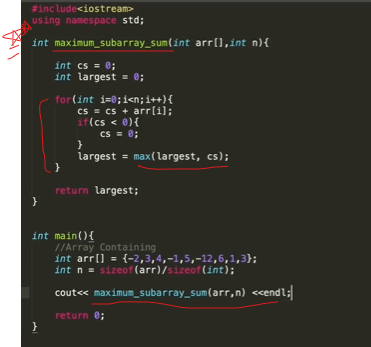 #include<iostream>
using namespace std;
int maximum_subarray_sum(int arr[],int n){
int cs = 0;
int largest = 0;
for(int i=0;i<n;i++){
cs = cs + arr[i];
if(cs < 0){
cs = 0;
}
largest = max(largest, cs);
}
return largest;
}
int main(){
//Array Containing
int arr[] = {-2,3,4,-1,5,-12,6,1,3};
int n = sizeof(arr)/sizeof(int);
cout<< maximum_subarray_sum(arr,n) <<endl;
return 0;
}